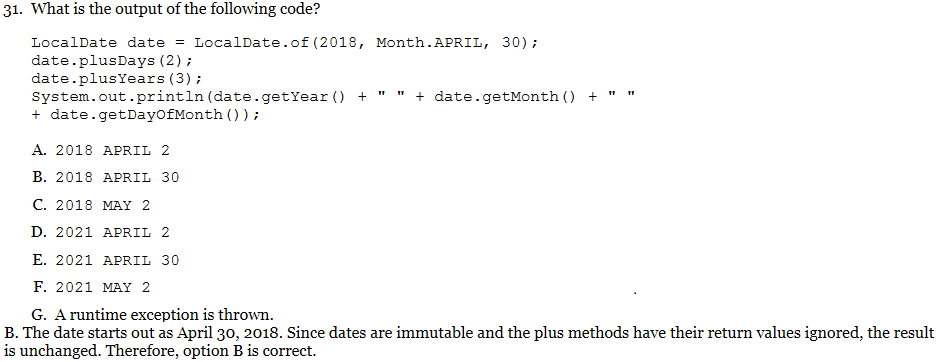 31. What is the output of the following code?
LocalDate date = LocalDate.of(2018, Month.APRIL, 30);
date.plusDays(2);
date.plusYears(3);
System.out.println(date.getYear() + " " + date.getMonth() + " "
+ date.getDayOfMonth());
A. 2018 APRIL 2
B. 2018 APRIL 30
C. 2018 MAY 2
D. 2021 APRIL 2
E. 2021 APRIL 30
F. 2021 MAY 2
G. A runtime exception is thrown.
B. The date starts out as April 30, 2018. Since dates are immutable and the plus methods have their return values ignored, the result
is unchanged. Therefore, option B is correct.